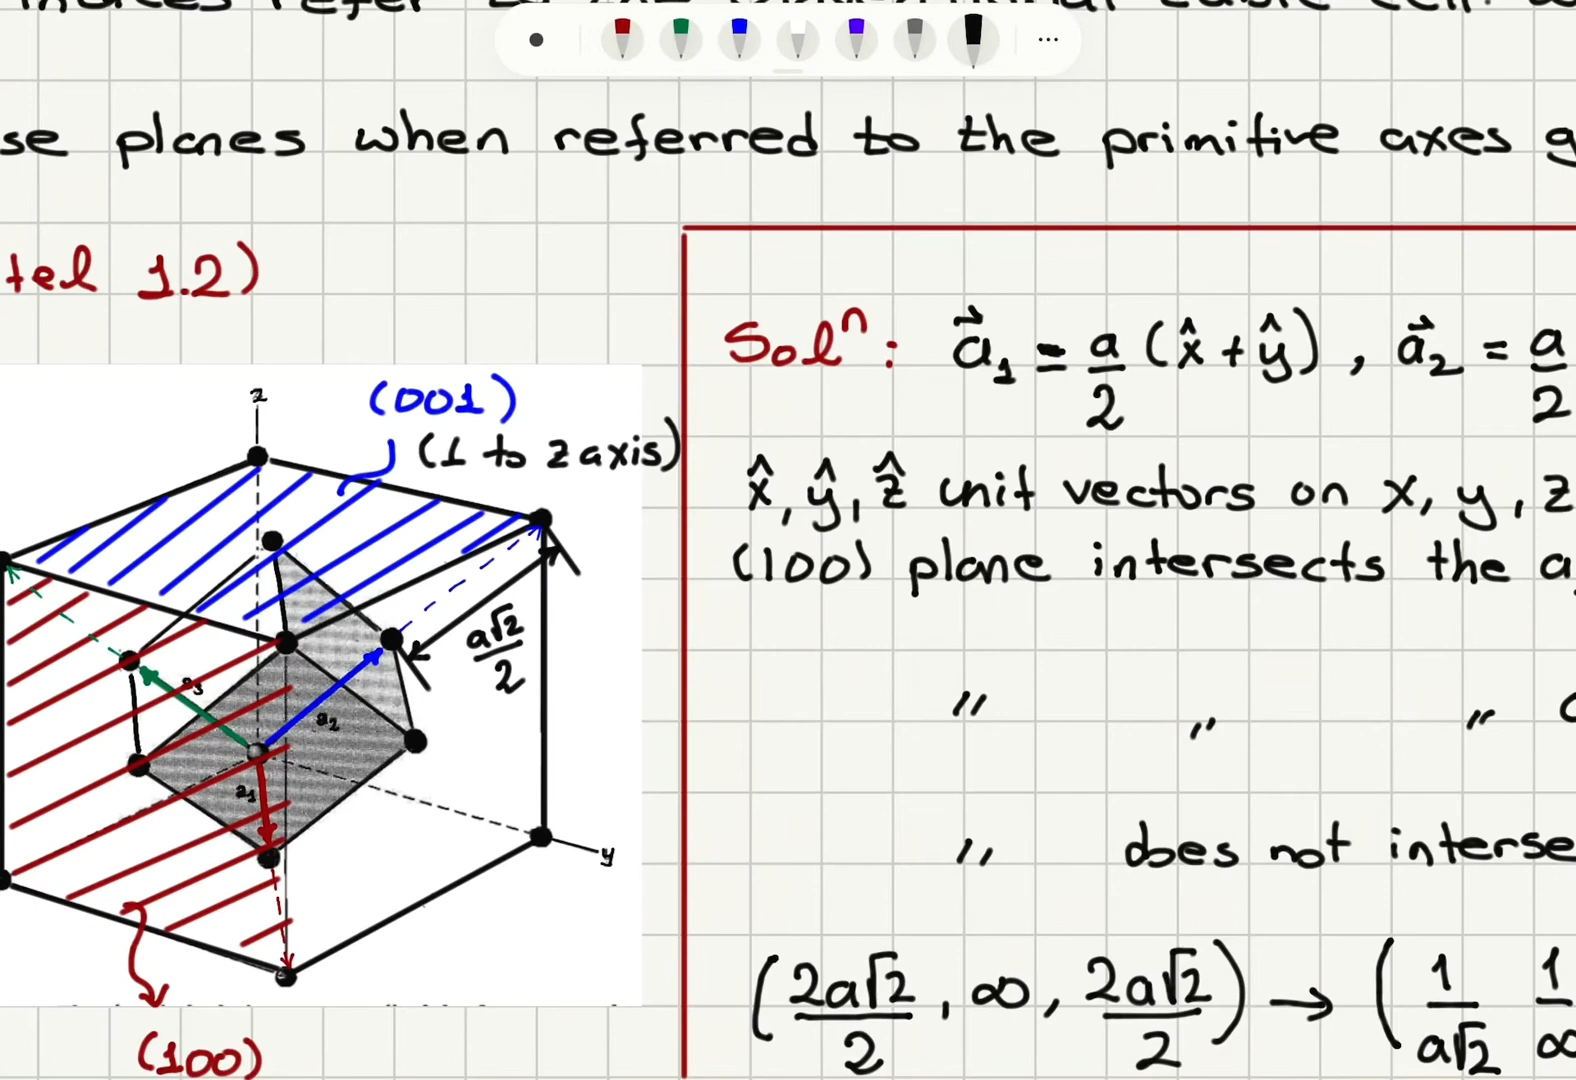 se planes when referred to the primitive axes
tel 1.2)
z
(001)
(1 to z axis)
a√2/2
a3
a2
a1
y
(100)
Solⁿ: a⃗₁ = a/2 (x̂ + ŷ), a⃗₂ = a/2
x̂, ŷ, ẑ unit vectors on x, y, z
(100) plane intersects the a
" " "
" does not interse
(2a√2/2, ∞, 2a√2/2) → (1/a√2 1/∞